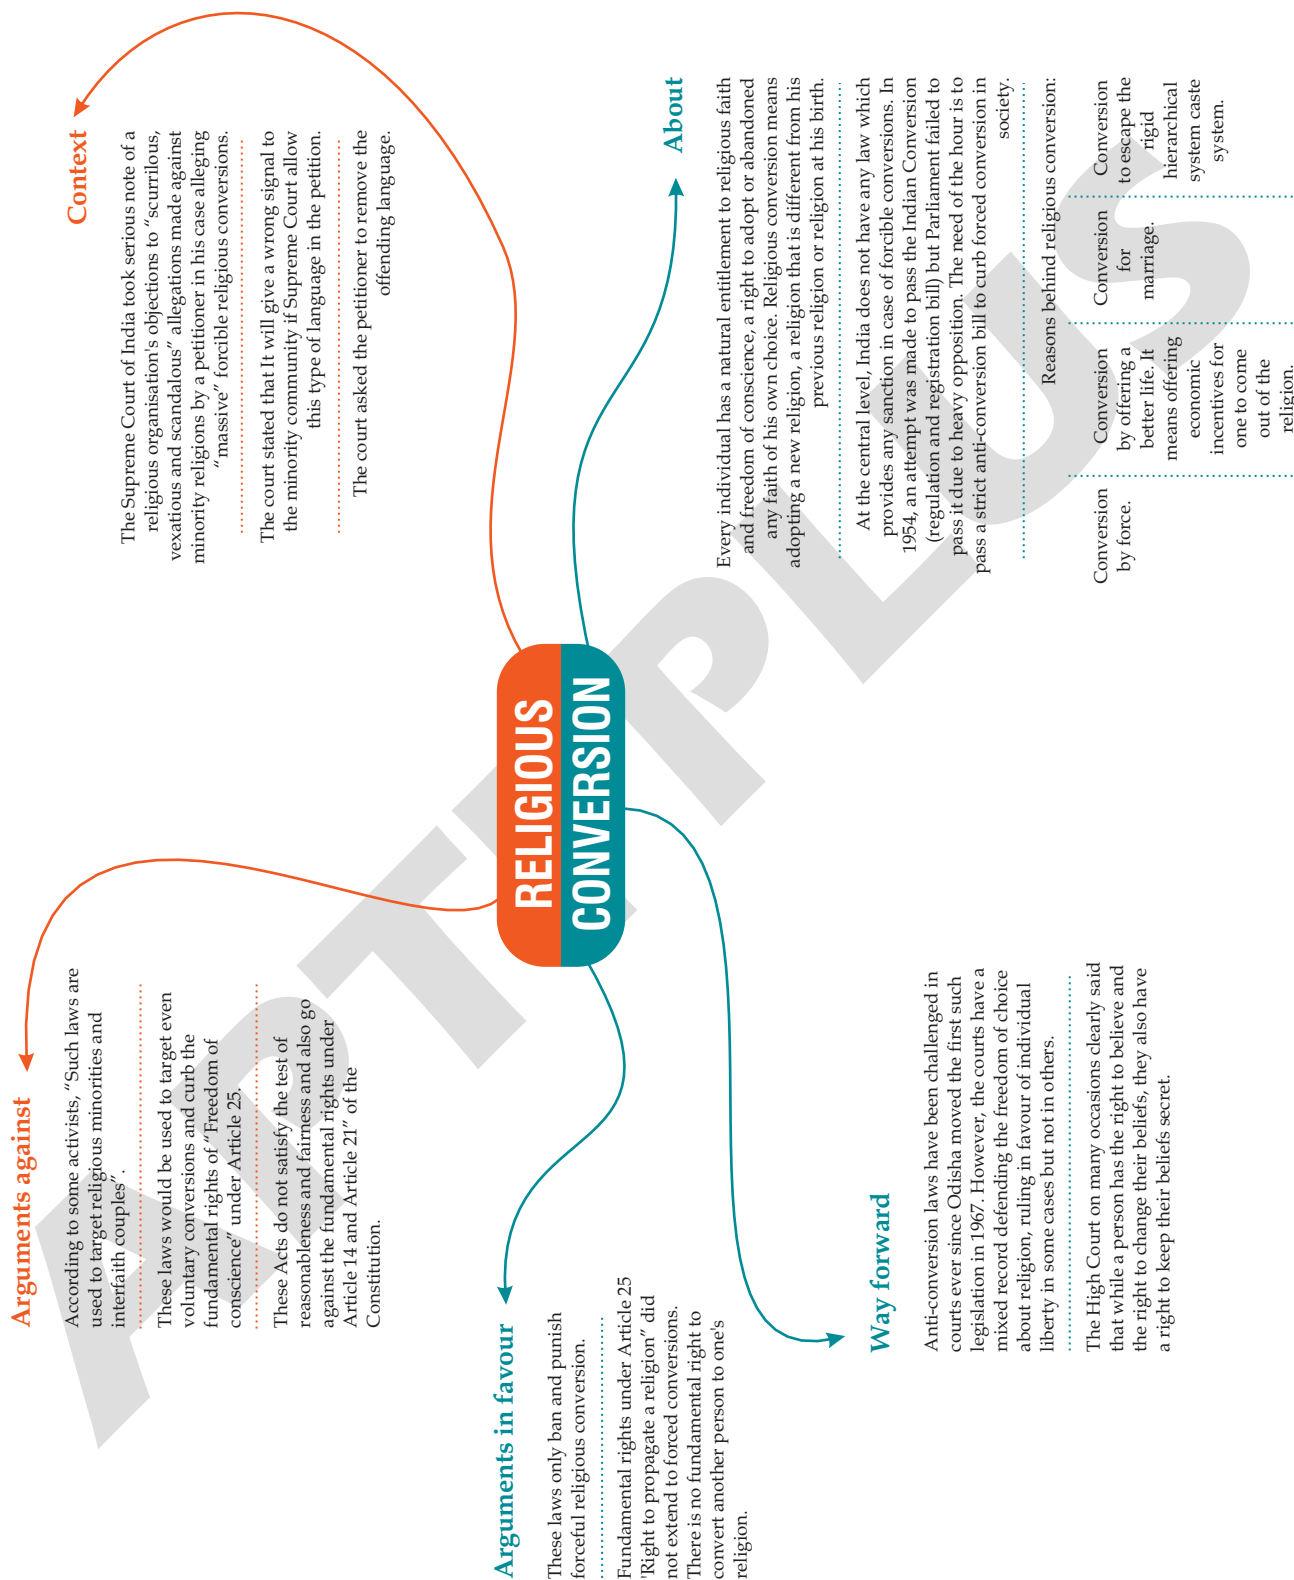 Arguments against
According to some activists, “Such laws are
used to target religious minorities and
interfaith couples”.
These laws would be used to target even
voluntary conversions and curb the
fundamental rights of “Freedom of
conscience” under Article 25.
These Acts do not satisfy the test of
reasonableness and fairness and also go
against the fundamental rights under
Article 14 and Article 21” of the
Constitution.
Context
The Supreme Court of India took serious note of a
religious organisation's objections to “scurrilous,
vexatious and scandalous” allegations made against
minority religions by a petitioner in his case alleging
“massive” forcible religious conversions.
The court stated that It will give a wrong signal to
the minority community if Supreme Court allow
this type of language in the petition.
The court asked the petitioner to remove the
offending language.
RELIGIOUS
CONVERSION
Arguments in favour
These laws only ban and punish
forceful religious conversion.
Fundamental rights under Article 25
'Right to propagate a religion” did
not extend to forced conversions.
There is no fundamental right to
convert another person to one's
religion.
About
Every individual has a natural entitlement to religious faith
and freedom of conscience, a right to adopt or abandoned
any faith of his own choice. Religious conversion means
adopting a new religion, a religion that is different from his
previous religion or religion at his birth.
At the central level, India does not have any law which
provides any sanction in case of forcible conversions. In
1954, an attempt was made to pass the Indian Conversion
(regulation and registration bill) but Parliament failed to
pass it due to heavy opposition. The need of the hour is to
pass a strict anti-conversion bill to curb forced conversion in
society.
Reasons behind religious conversion:
Conversion
by force.
Conversion
by offering a
better life. It
means offering
economic
incentives for
one to come
out of the
religion.
Conversion
for
marriage.
Conversion
to escape the
rigid
hierarchical
system caste
system.
Way forward
Anti-conversion laws have been challenged in
courts ever since Odisha moved the first such
legislation in 1967. However, the courts have a
mixed record defending the freedom of choice
about religion, ruling in favour of individual
liberty in some cases but not in others.
The High Court on many occasions clearly said
that while a person has the right to believe and
the right to change their beliefs, they also have
a right to keep their beliefs secret.
APTI PLUS